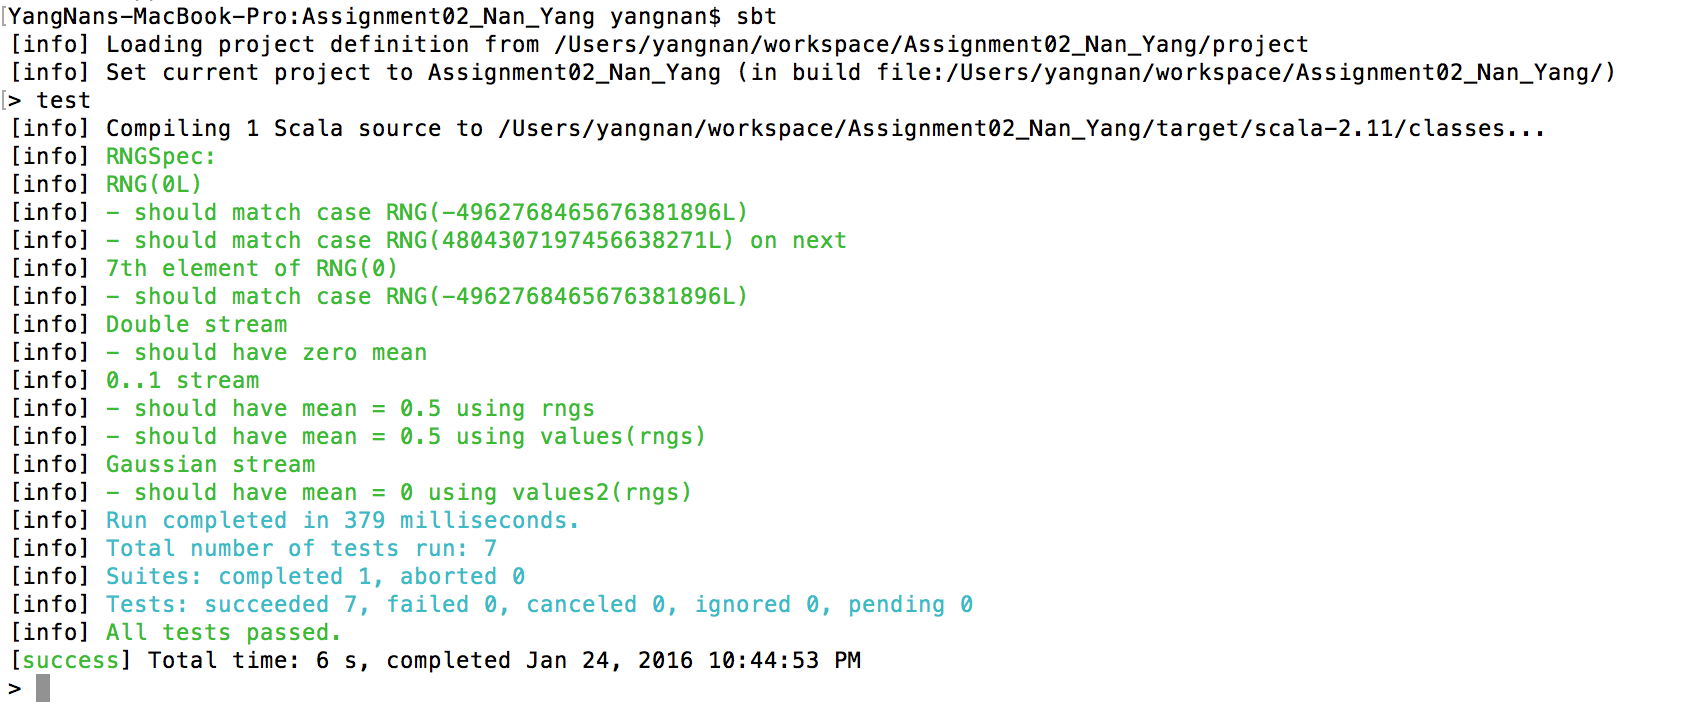 [YangNans-MacBook-Pro:Assignment02_Nan_Yang yangnan$ sbt
[info] Loading project definition from /Users/yangnan/workspace/Assignment02_Nan_Yang/project
[info] Set current project to Assignment02_Nan_Yang (in build file:/Users/yangnan/workspace/Assignment02_Nan_Yang/)
[> test
[info] Compiling 1 Scala source to /Users/yangnan/workspace/Assignment02_Nan_Yang/target/scala-2.11/classes...
[info] RNGSpec:
[info] RNG(0L)
[info] - should match case RNG(-4962768465676381896L)
[info] - should match case RNG(4804307197456638271L) on next
[info] 7th element of RNG(0)
[info] - should match case RNG(-4962768465676381896L)
[info] Double stream
[info] - should have zero mean
[info] 0..1 stream
[info] - should have mean = 0.5 using rngs
[info] - should have mean = 0.5 using values(rngs)
[info] Gaussian stream
[info] - should have mean = 0 using values2(rngs)
[info] Run completed in 379 milliseconds.
[info] Total number of tests run: 7
[info] Suites: completed 1, aborted 0
[info] Tests: succeeded 7, failed 0, canceled 0, ignored 0, pending 0
[info] All tests passed.
[success] Total time: 6 s, completed Jan 24, 2016 10:44:53 PM
>